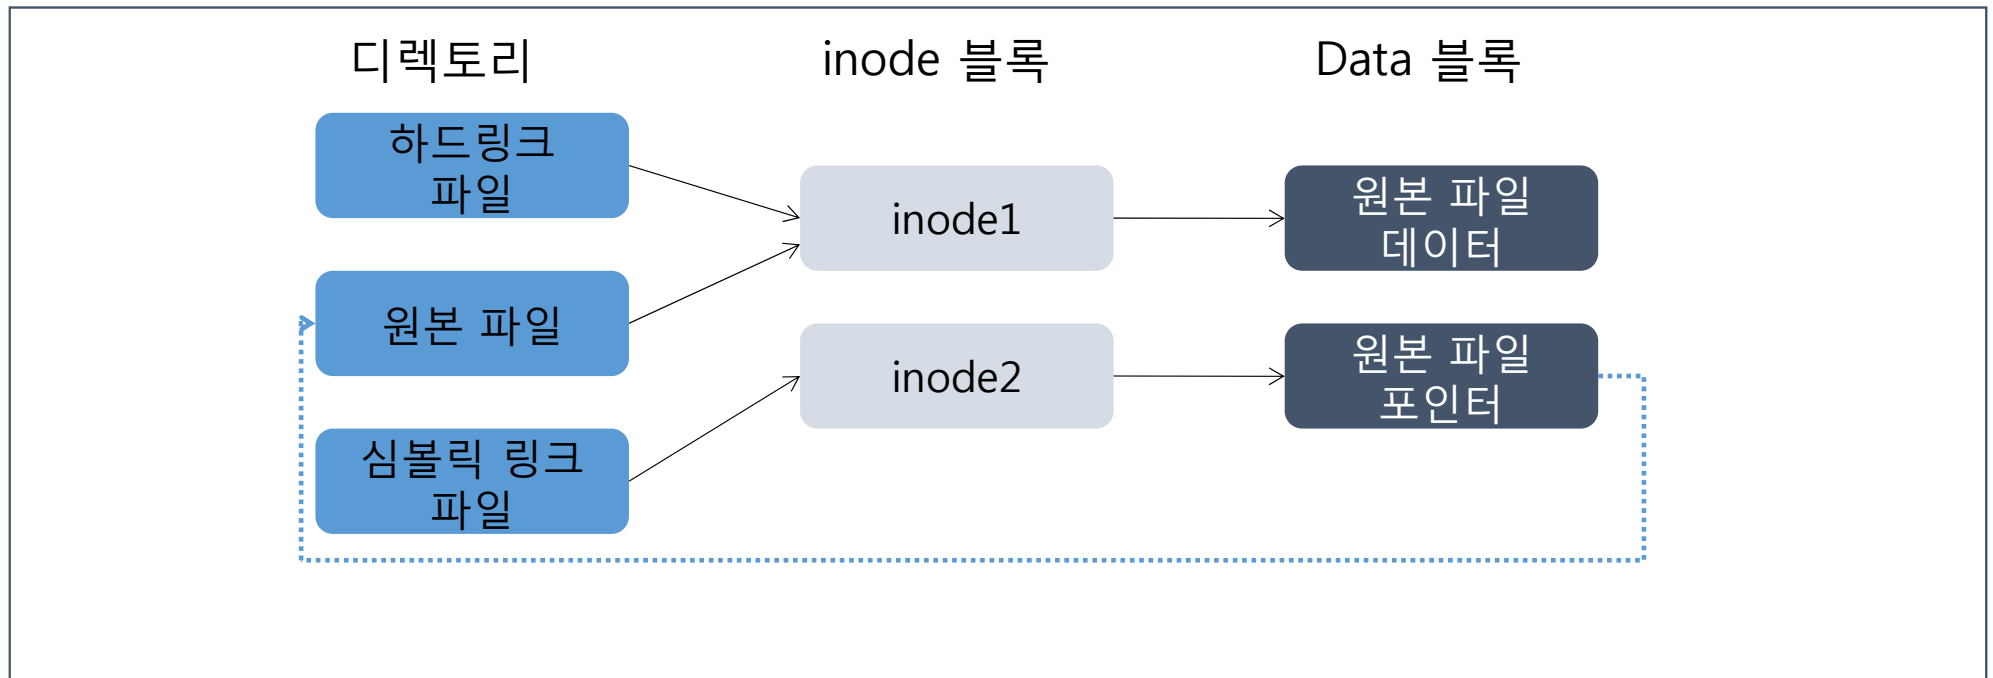 디렉토리
inode 블록
Data 블록
하드링크
파일
inode1
원본 파일
데이터
원본 파일
inode2
원본 파일
포인터
심볼릭 링크
파일